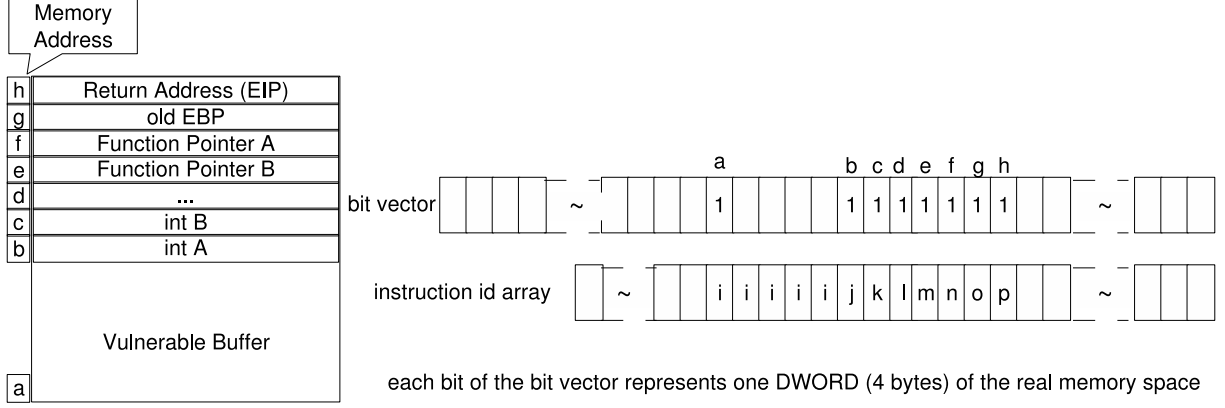 Memory
Address
h Return Address (EIP)
g old EBP
f Function Pointer A
e Function Pointer B
d ...
c int B
b int A
Vulnerable Buffer
a
a b c d e f g h
bit vector ~ 1 1 1 1 1 1 1 1 ~
instruction id array ~ i i i i i j k l m n o p ~
each bit of the bit vector represents one DWORD (4 bytes) of the real memory space